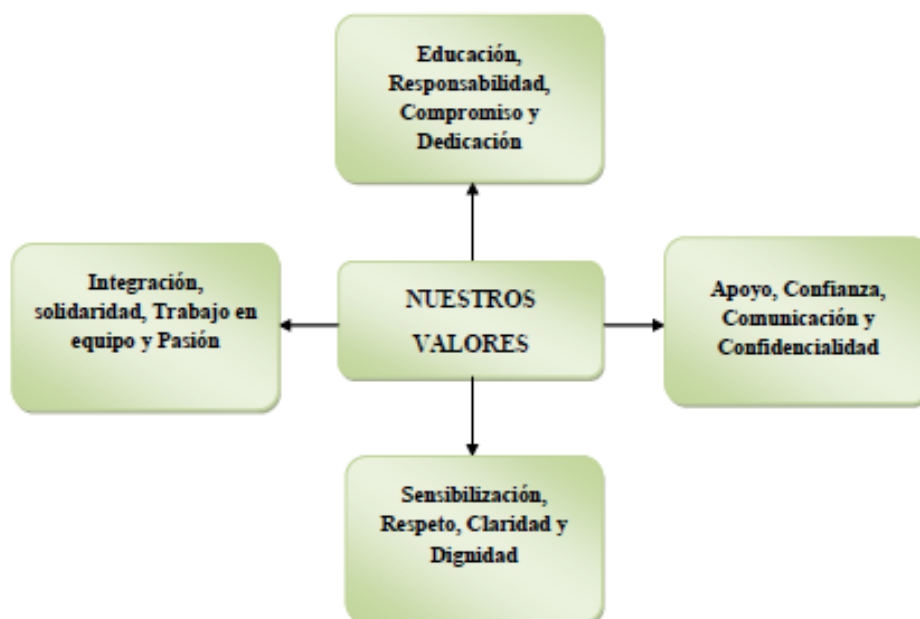 Educación,
Responsabilidad,
Compromiso y
Dedicación
Integración,
solidaridad, Trabajo en
equipo y Pasión
NUESTROS
VALORES
Apoyo, Confianza,
Comunicación y
Confidencialidad
Sensibilización,
Respeto, Claridad y
Dignidad